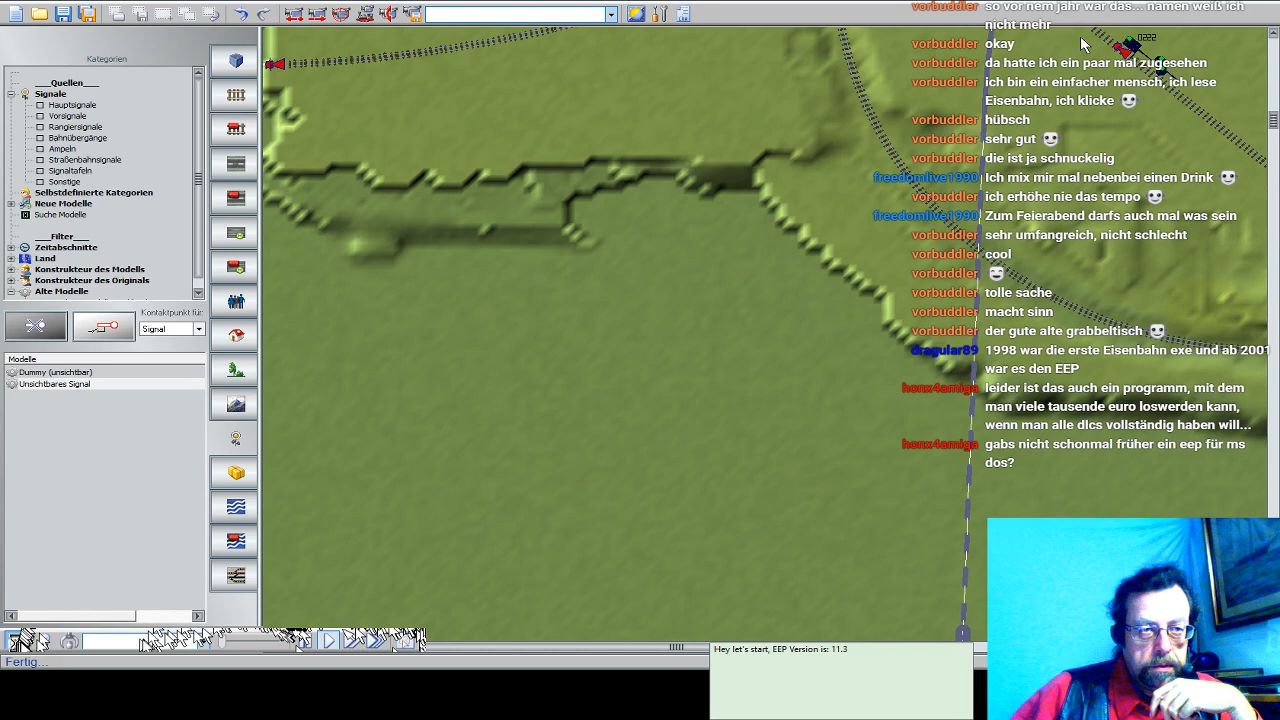 Kategorien
___Quellen___
Signale
Hauptsignale
Vorsignale
Rangiersignale
Bahnübergänge
Ampeln
Straßenbahnsignale
Signaltafeln
Sonstige
Selbstdefinierte Kategorien
Neue Modelle
Suche Modelle
___Filter___
Zeitabschnitte
Land
Konstrukteur des Modells
Konstrukteur des Originals
Alte Modelle
Kontaktpunkt für:
Signal
Modelle
Dummy (unsichtbar)
Unsichtbares Signal
Fertig...
0222
vorbuddler so vor nem jahr war das... namen weiß ich
nicht mehr
vorbuddler okay
vorbuddler da hatte ich ein paar mal zugesehen
vorbuddler ich bin ein einfacher mensch, ich lese
Eisenbahn, ich klicke
vorbuddler hübsch
vorbuddler sehr gut
vorbuddler die ist ja schnuckelig
freedomlive1990 Ich mix mir mal nebenbei einen Drink
vorbuddler ich erhöhe nie das tempo
freedomlive1990 Zum Feierabend darfs auch mal was sein
vorbuddler sehr umfangreich, nicht schlecht
vorbuddler cool
vorbuddler
vorbuddler tolle sache
vorbuddler macht sinn
vorbuddler der gute alte grabbeltisch
dragular89 1998 war die erste Eisenbahn exe und ab 2001
war es den EEP
honx4amiga leider ist das auch ein programm, mit dem
man viele tausende euro loswerden kann,
wenn man alle dlcs vollständig haben will...
honx4amiga gabs nicht schonmal früher ein eep für ms
dos?
Hey let's start, EEP Version is: 11.3